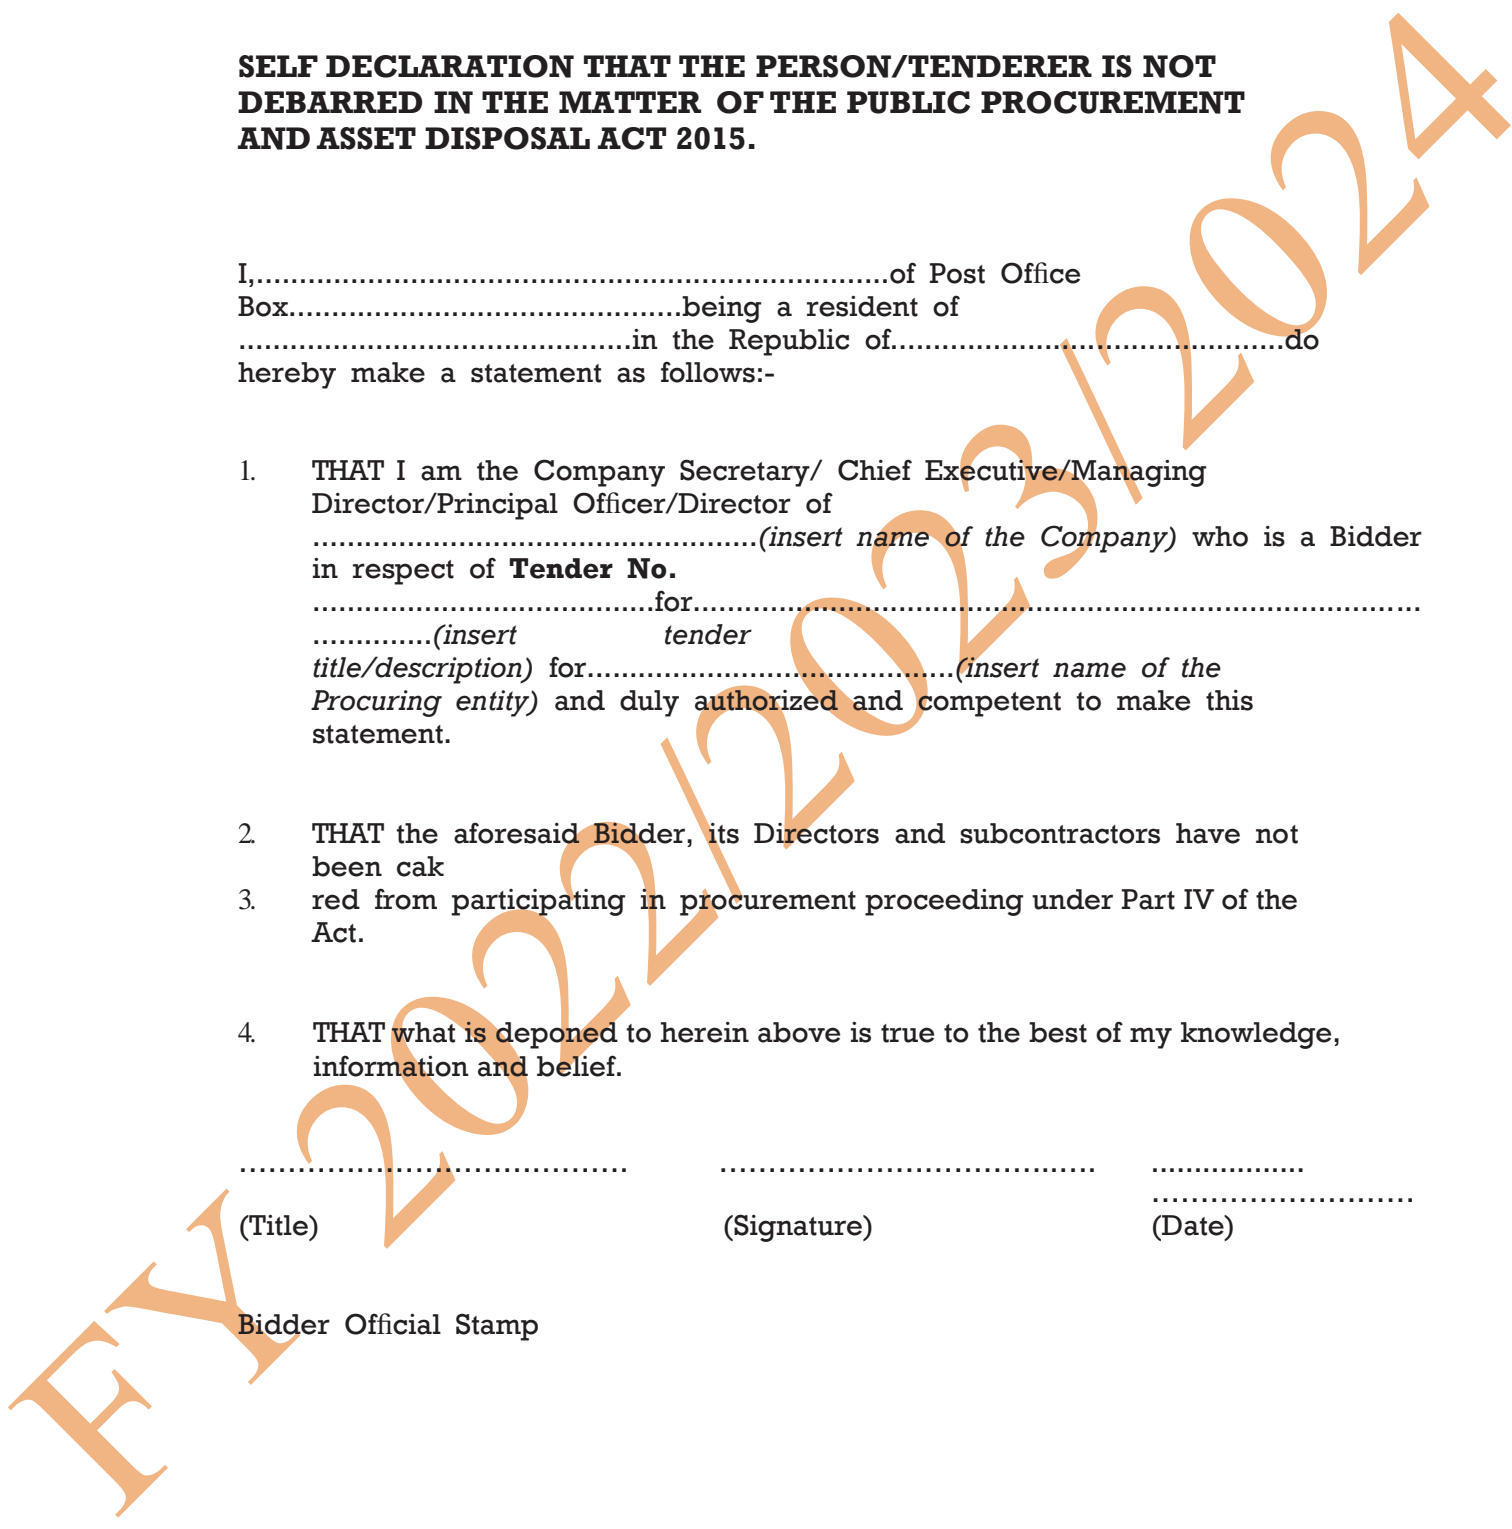 SELF DECLARATION THAT THE PERSON/TENDERER IS NOT
DEBARRED IN THE MATTER OF THE PUBLIC PROCUREMENT
AND ASSET DISPOSAL ACT 2015.
I,..........................................................................of Post Office
Box..............................................being a resident of
..............................................in the Republic of..............................................do
hereby make a statement as follows:-
1. THAT I am the Company Secretary/ Chief Executive/Managing
Director/Principal Officer/Director of
....................................................(insert name of the Company) who is a Bidder
in respect of Tender No.
........................................for.....................................................................................
..............(insert tender
title/description) for...........................................(insert name of the
Procuring entity) and duly authorized and competent to make this
statement.
2. THAT the aforesaid Bidder, its Directors and subcontractors have not
been cak
3. red from participating in procurement proceeding under Part IV of the
Act.
4. THAT what is deponed to herein above is true to the best of my knowledge,
information and belief.
........................................ ....................................... ..................
...........................
(Title) (Signature) (Date)
Bidder Official Stamp
FY 2022/2023/2024